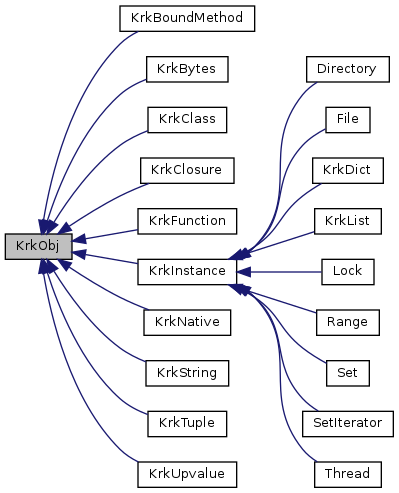 KrkObj
KrkBoundMethod
KrkBytes
KrkClass
KrkClosure
KrkFunction
KrkInstance
KrkNative
KrkString
KrkTuple
KrkUpvalue
Directory
File
KrkDict
KrkList
Lock
Range
Set
SetIterator
Thread